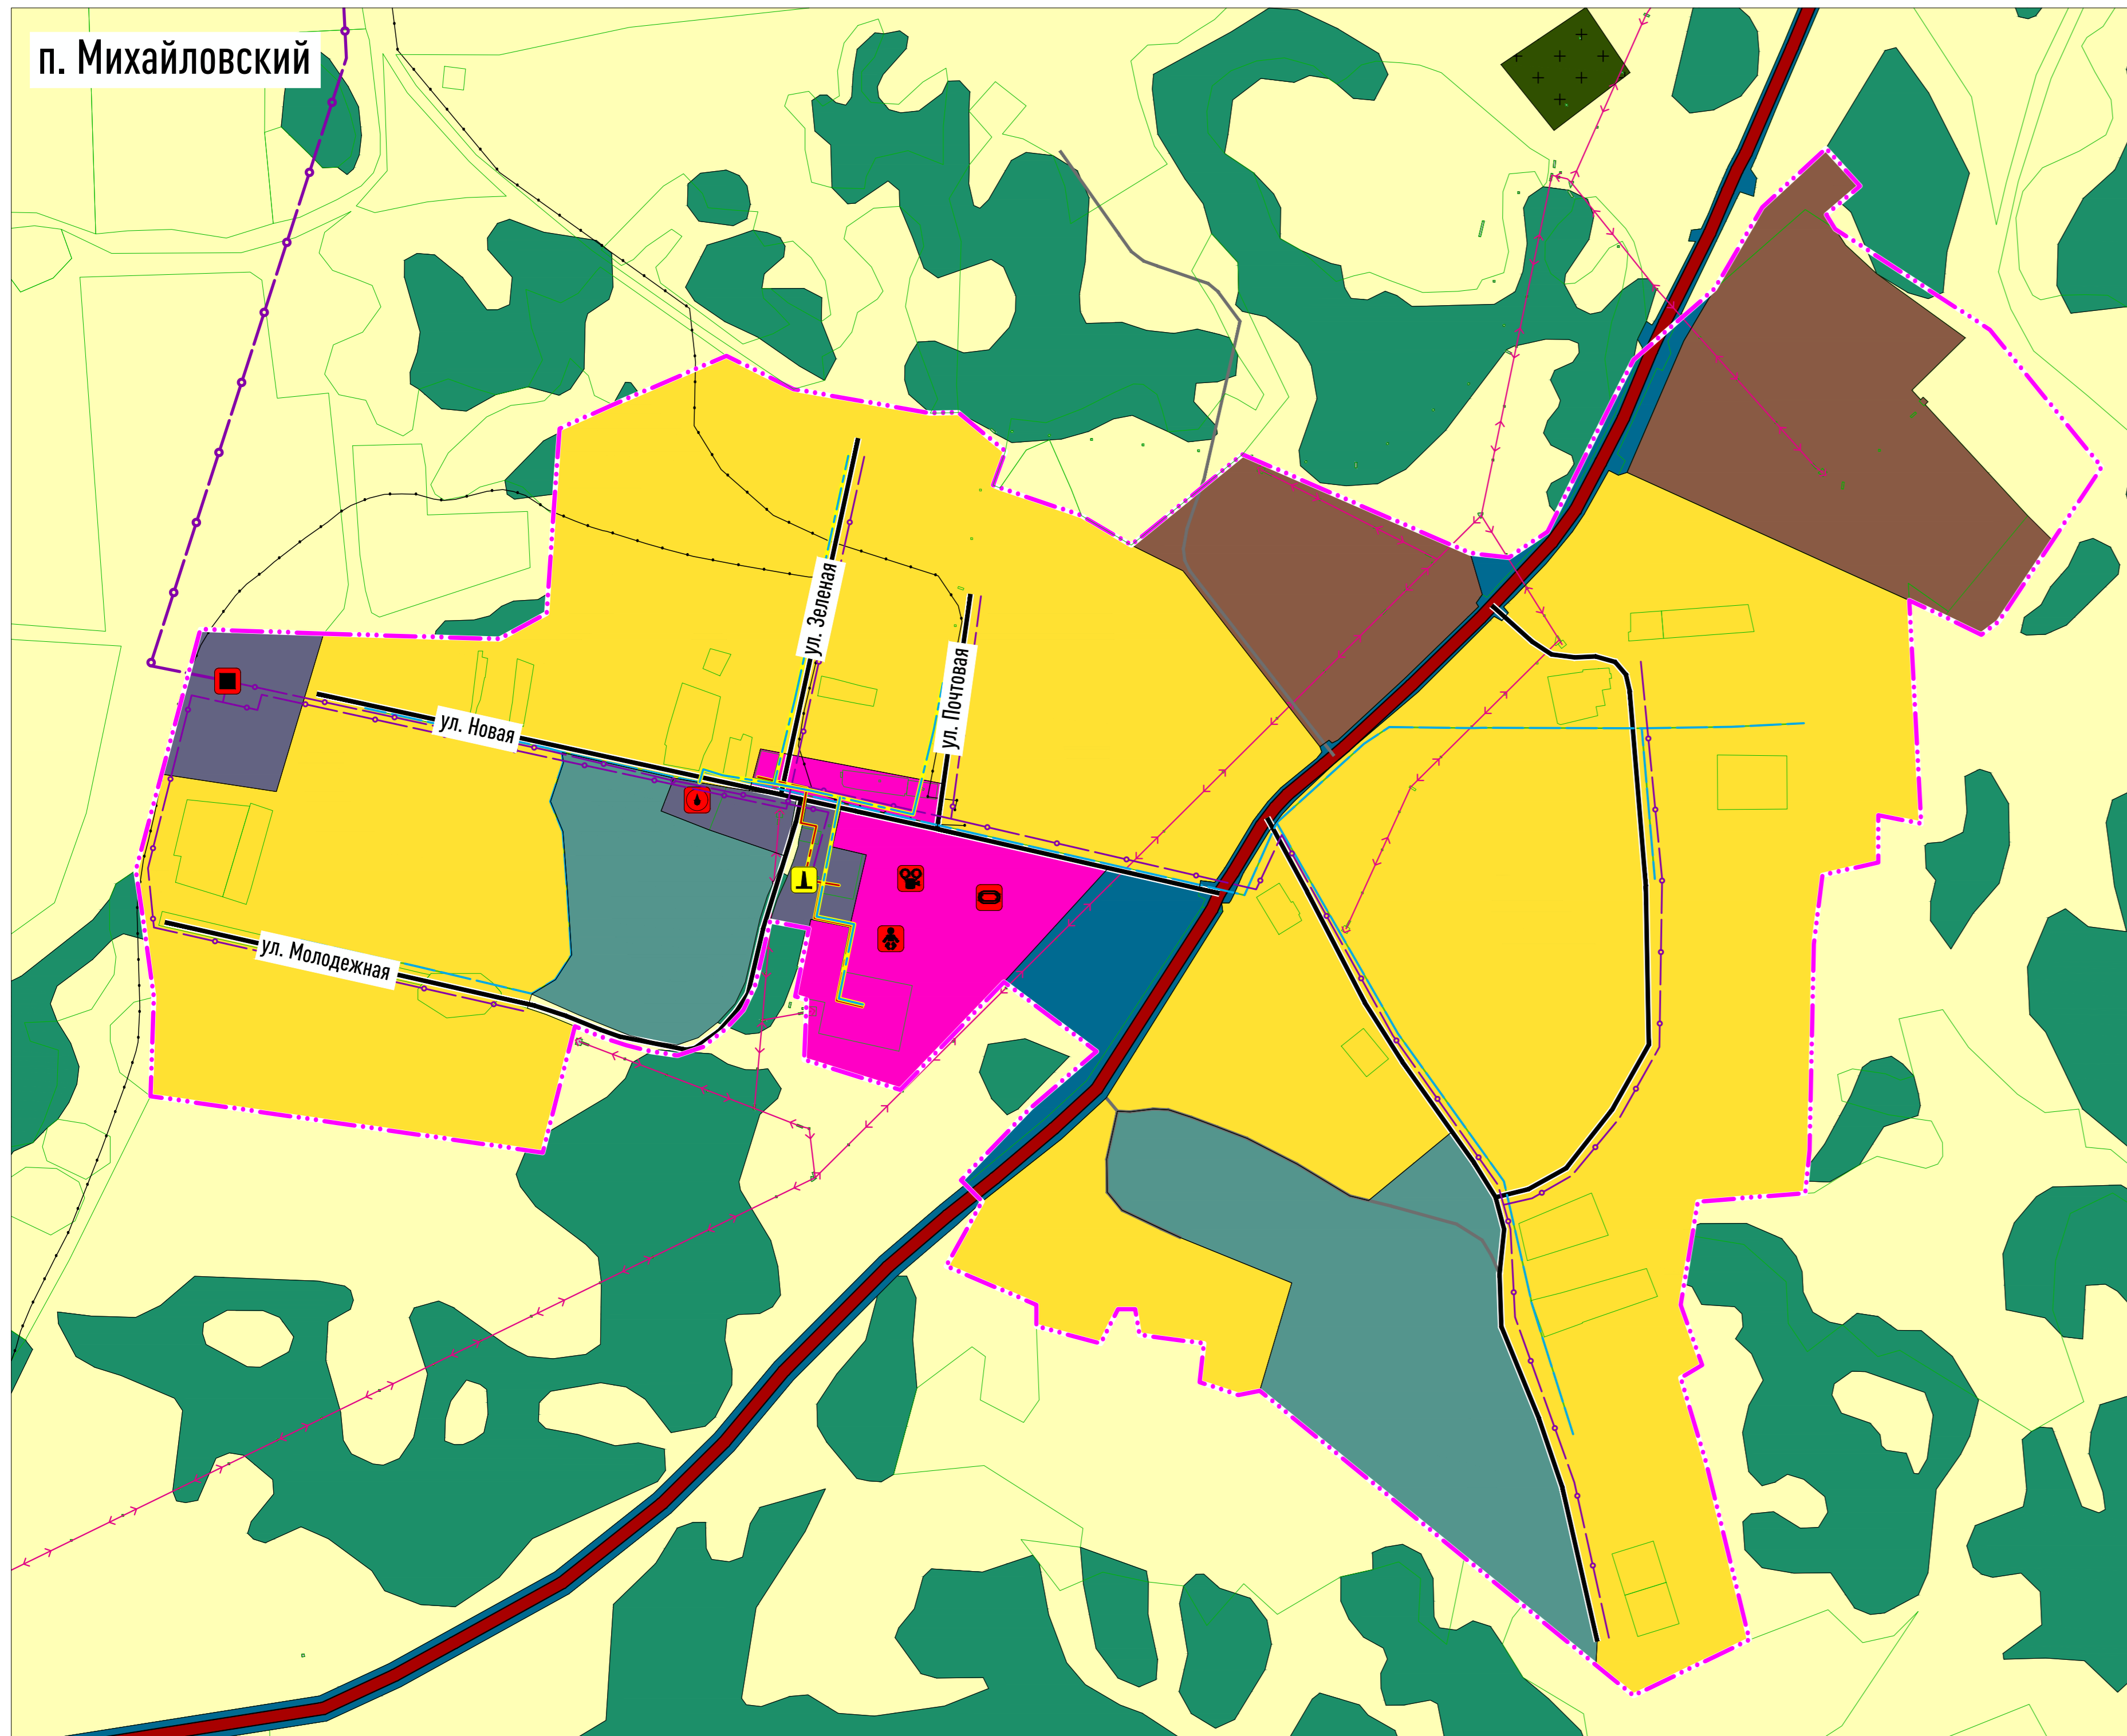 п. Михайловский
ул. Зеленая
ул. Почтовая
ул. Новая
ул. Молодежная